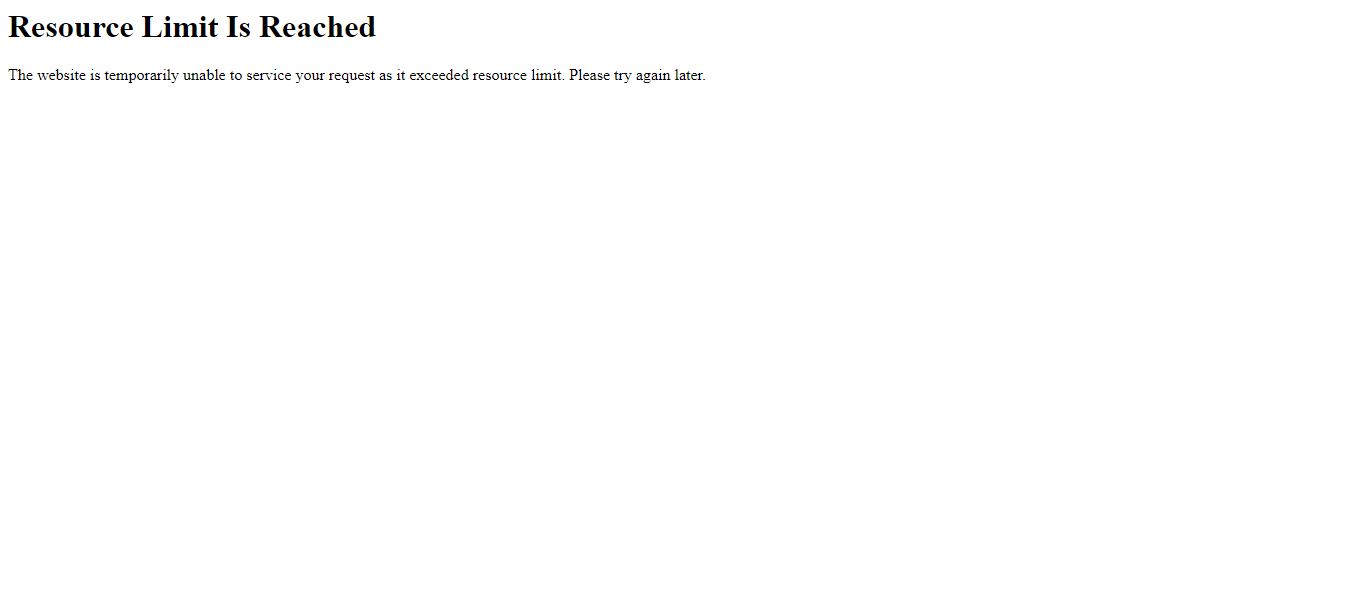 Resource Limit Is Reached
The website is temporarily unable to service your request as it exceeded resource limit. Please try again later.